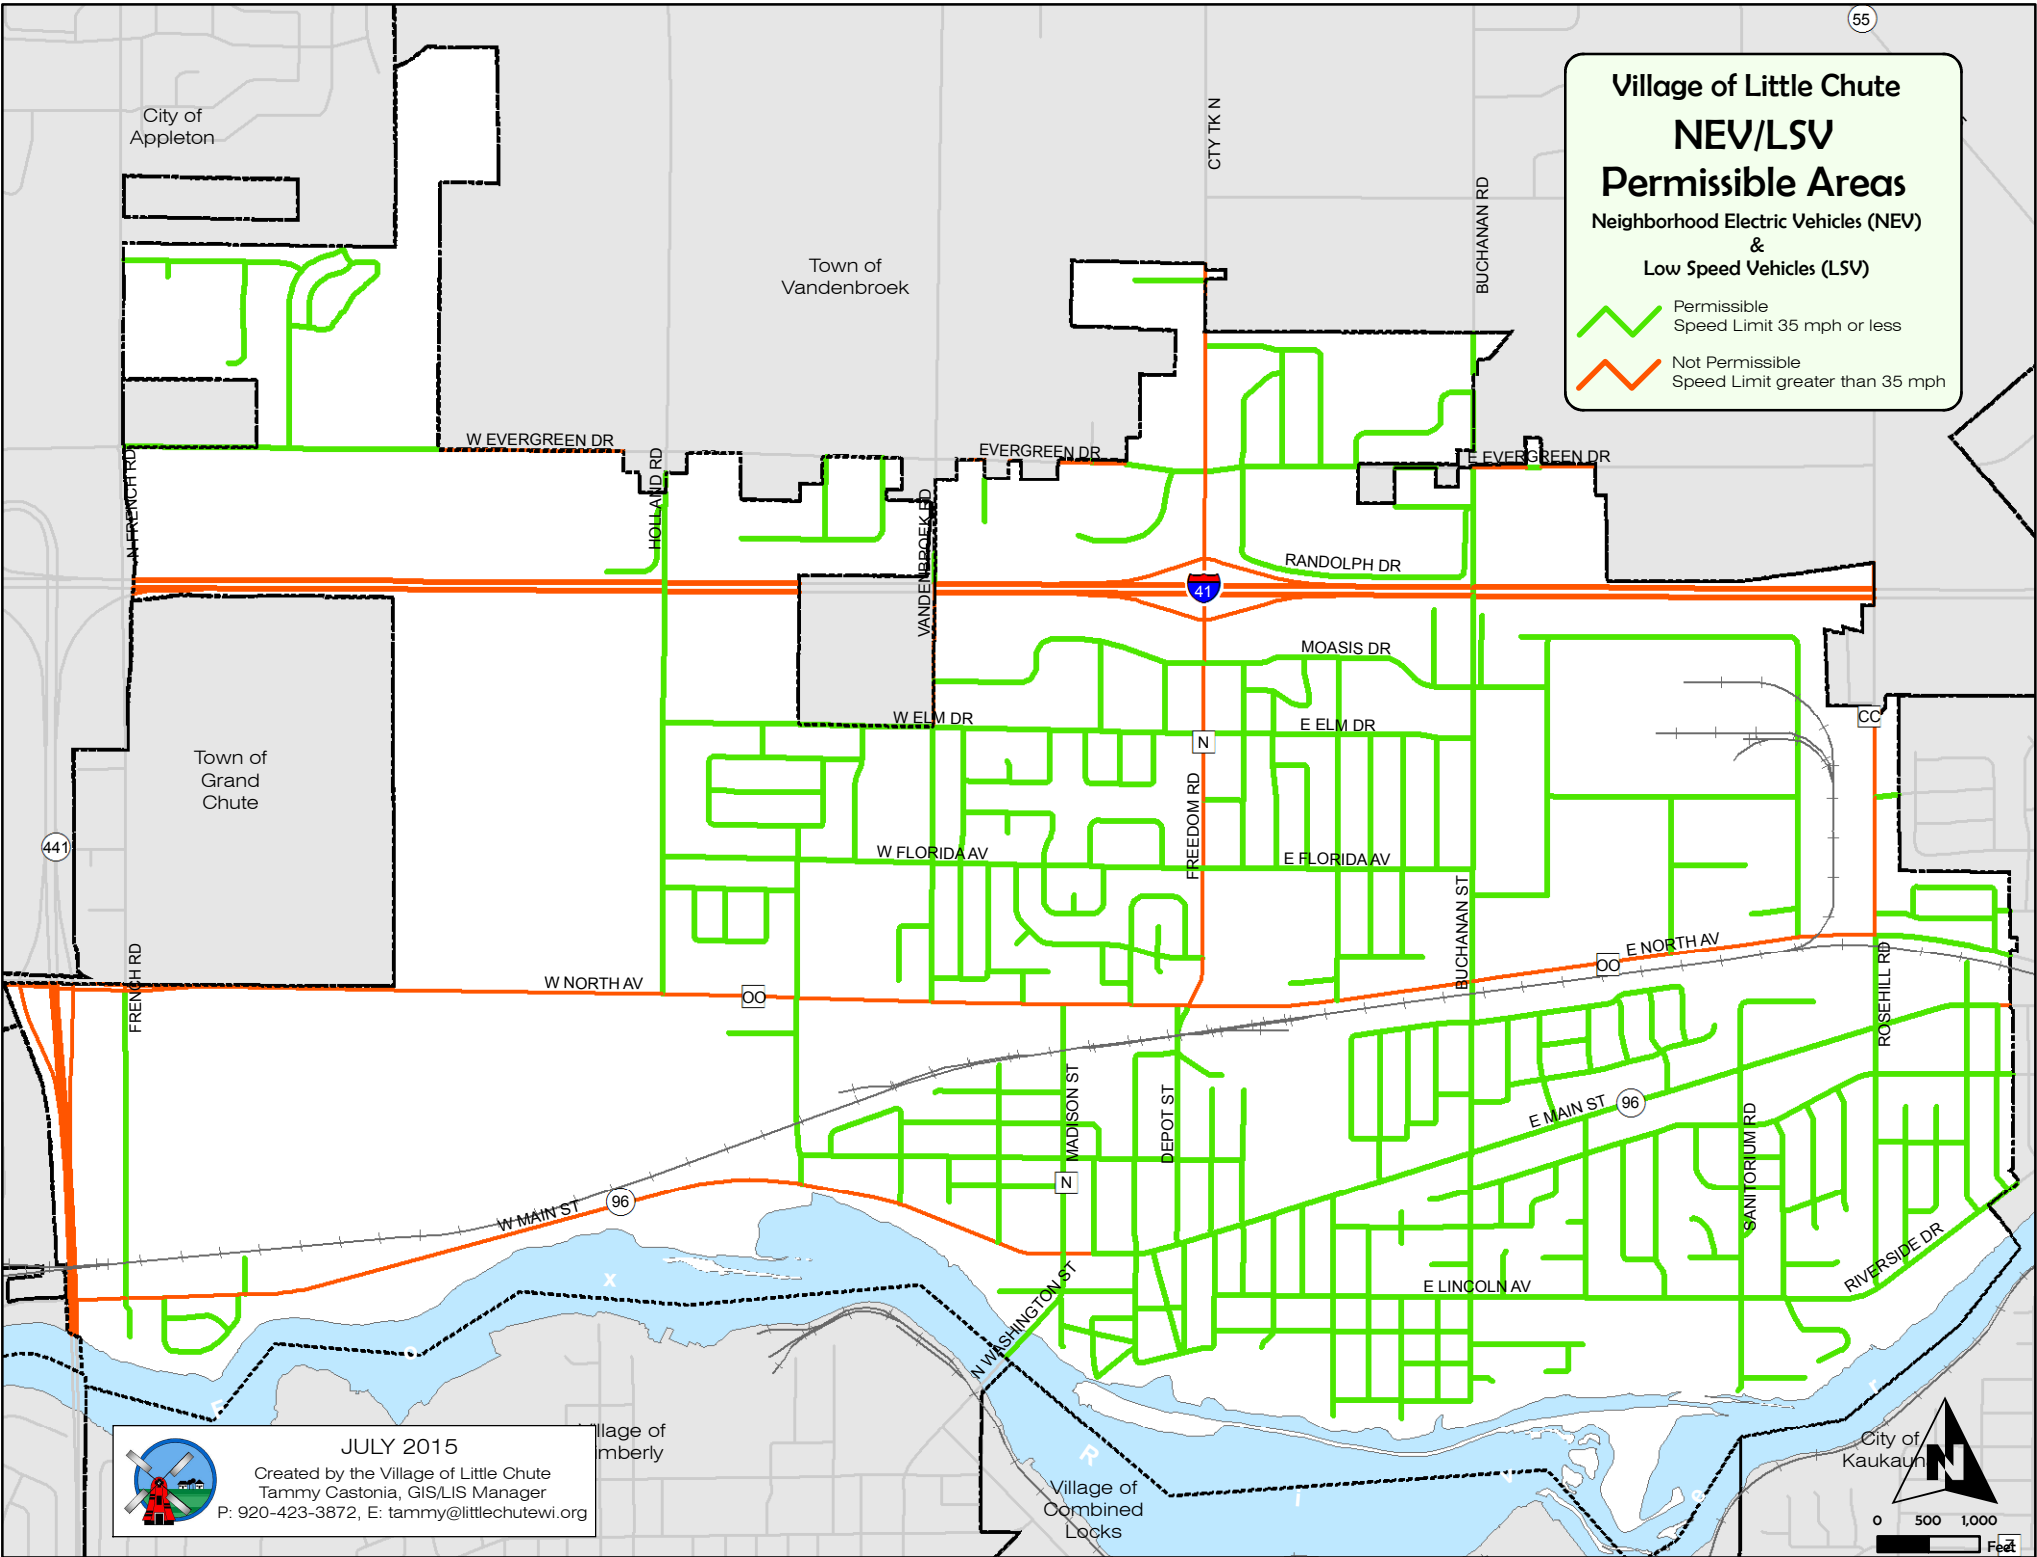 55
Village of Little Chute
NEV/LSV
Permissible Areas
Neighborhood Electric Vehicles (NEV)
&
Low Speed Vehicles (LSV)
Permissible
Speed Limit 35 mph or less
Not Permissible
Speed Limit greater than 35 mph
City of
Appleton
CTY TK N
BUCHANAN RD
Town of
Vandenbroek
W EVERGREEN DR
EVERGREEN DR
E EVERGREEN DR
N FRENCH RD
HOLLAND RD
VANDENBROEK RD
RANDOLPH DR
41
MOASIS DR
W ELM DR
E ELM DR
N
CC
Town of
Grand
Chute
441
FREEDOM RD
W FLORIDA AV
E FLORIDA AV
BUCHANAN ST
FRENCH RD
W NORTH AV
OO
E NORTH AV
OO
ROSEHILL RD
MADISON ST
DEPOT ST
E MAIN ST
96
SANITORIUM RD
N
W MAIN ST
96
N WASHINGTON ST
E LINCOLN AV
RIVERSIDE DR
F
o
x
R
i
v
e
r
JULY 2015
Created by the Village of Little Chute
Tammy Castonia, GIS/LIS Manager
P: 920-423-3872, E: tammy@littlechutewi.org
illage of
imberly
Village of
Combined
Locks
City of
Kaukaun
N
0 500 1,000
Feet